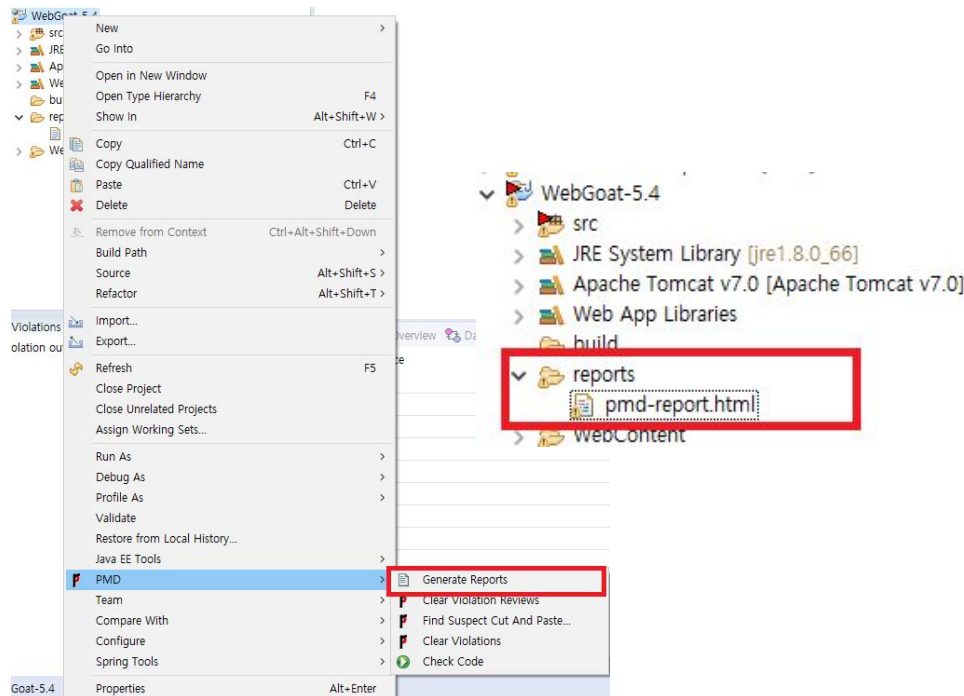 WebGoat-5.4
src
JRE
Ap
We
bu
rep
We
New
Go Into
Open in New Window
Open Type Hierarchy F4
Show In Alt+Shift+W
Copy Ctrl+C
Copy Qualified Name
Paste Ctrl+V
Delete Delete
Remove from Context Ctrl+Alt+Shift+Down
Build Path
Source Alt+Shift+S
Refactor Alt+Shift+T
Import...
Export...
Refresh F5
Close Project
Close Unrelated Projects
Assign Working Sets...
Run As
Debug As
Profile As
Validate
Restore from Local History...
Java EE Tools
PMD
Team
Compare With
Configure
Spring Tools
Properties Alt+Enter
Generate Reports
Clear Violation Reviews
Find Suspect Cut And Paste...
Clear Violations
Check Code
Violations
olation ou
verview Da
ce
Goat-5.4
WebGoat-5.4
src
JRE System Library [jre1.8.0_66]
Apache Tomcat v7.0 [Apache Tomcat v7.0]
Web App Libraries
build
reports
pmd-report.html
WebContent